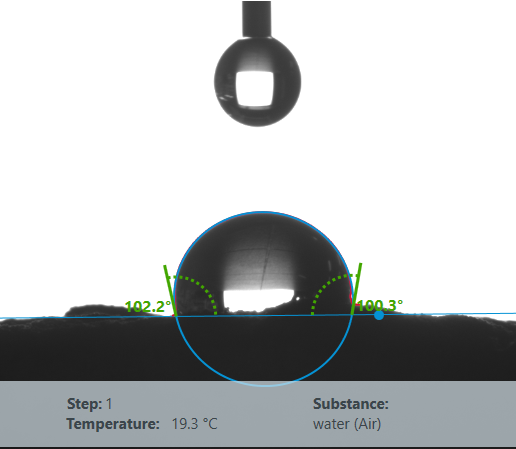 102.2°
100.3°
Step: 1
Temperature: 19.3 °C
Substance:
water (Air)